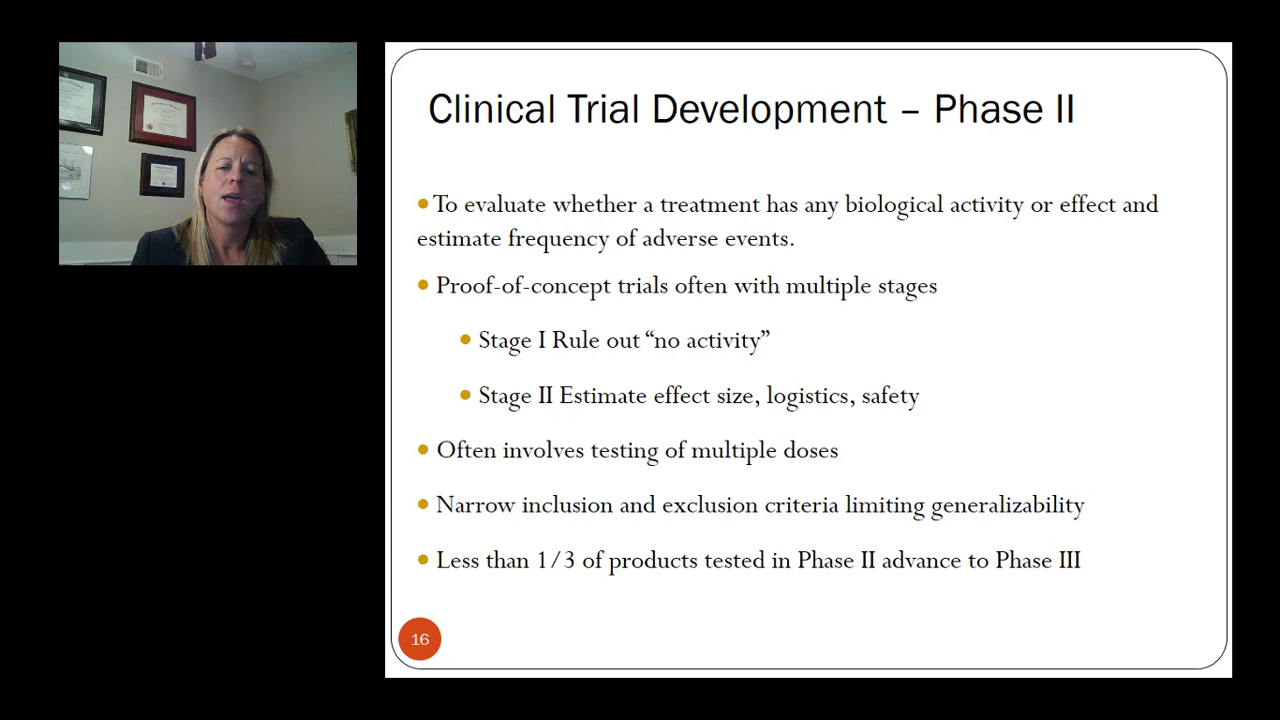 Clinical Trial Development – Phase II
•To evaluate whether a treatment has any biological activity or effect and
estimate frequency of adverse events.
• Proof-of-concept trials often with multiple stages
• Stage I Rule out “no activity”
• Stage II Estimate effect size, logistics, safety
• Often involves testing of multiple doses
• Narrow inclusion and exclusion criteria limiting generalizability
• Less than 1/3 of products tested in Phase II advance to Phase III
16